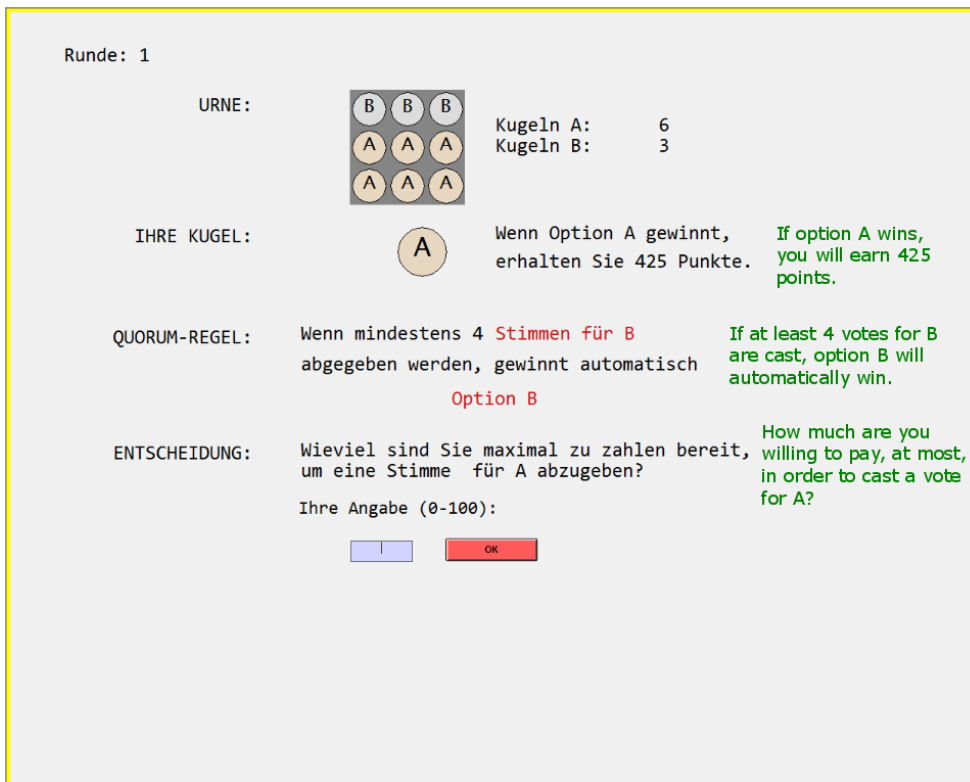 Runde: 1
URNE:
B B B
A A A
A A A
Kugeln A: 6
Kugeln B: 3
IHRE KUGEL:
A
Wenn Option A gewinnt,
erhalten Sie 425 Punkte.
If option A wins,
you will earn 425
points.
QUORUM-REGEL:
Wenn mindestens 4 Stimmen für B
abgegeben werden, gewinnt automatisch
Option B
If at least 4 votes for B
are cast, option B will
automatically win.
ENTSCHEIDUNG:
Wieviel sind Sie maximal zu zahlen bereit,
um eine Stimme für A abzugeben?
How much are you
willing to pay, at most,
in order to cast a vote
for A?
Ihre Angabe (0-100):
OK